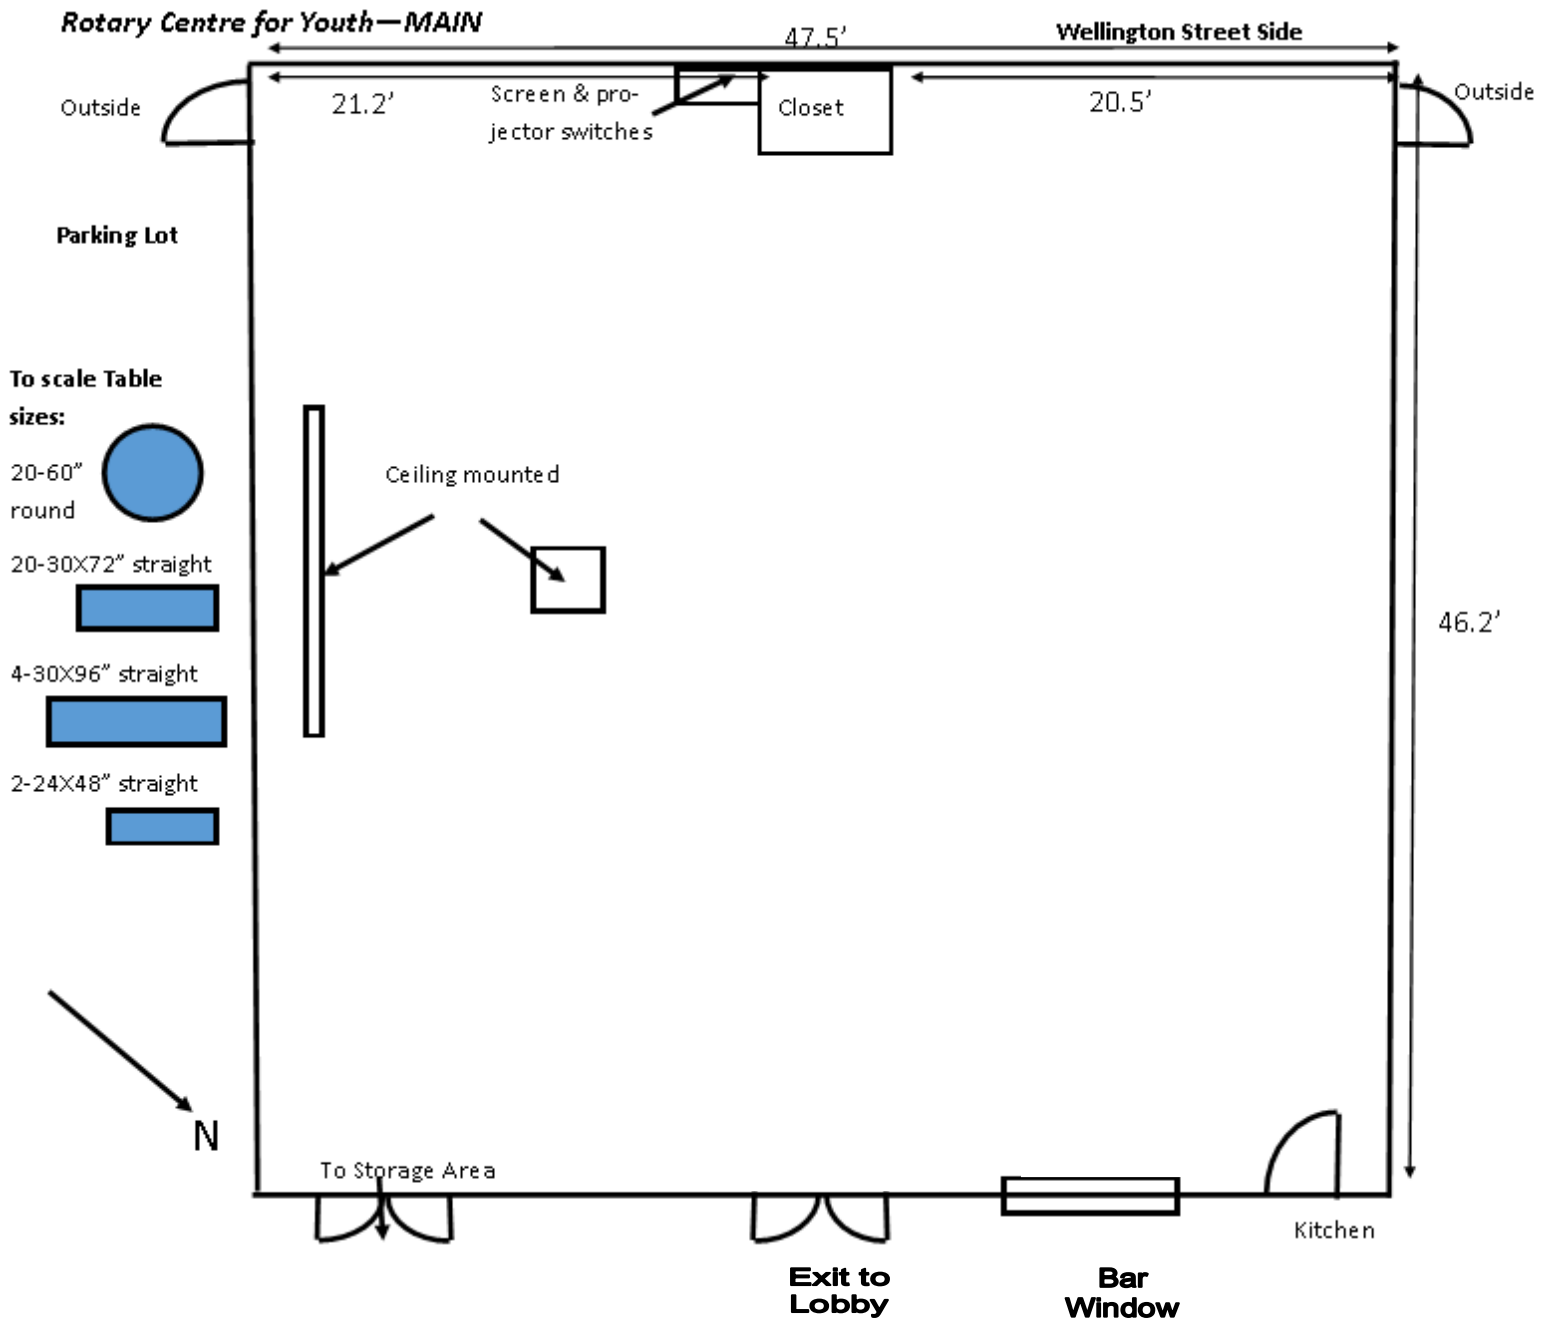 Rotary Centre for Youth—MAIN
Wellington Street Side
47.5’
Outside
21.2’
Screen & pro-
jector switches
Closet
20.5’
Outside
Parking Lot
To scale Table
sizes:
20-60”
round
Ceiling mounted
20-30X72” straight
46.2’
4-30X96” straight
2-24X48” straight
N
To Storage Area
Kitchen
Exit to
Lobby
Bar
Window